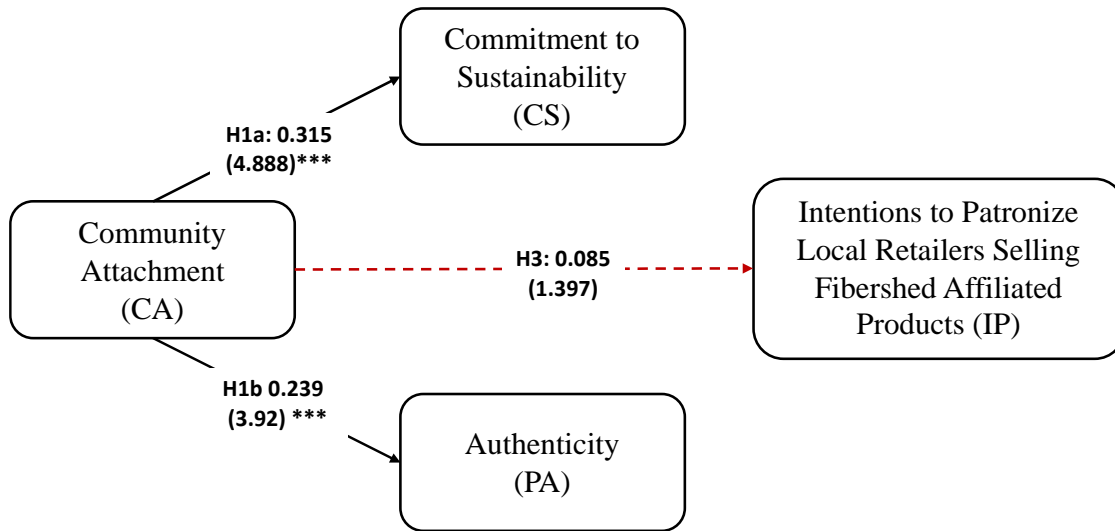 Commitment to
Sustainability
(CS)
H1a: 0.315
(4.888)***
Community
Attachment
(CA)
H3: 0.085
(1.397)
Intentions to Patronize
Local Retailers Selling
Fibershed Affiliated
Products (IP)
H1b 0.239
(3.92) ***
Authenticity
(PA)